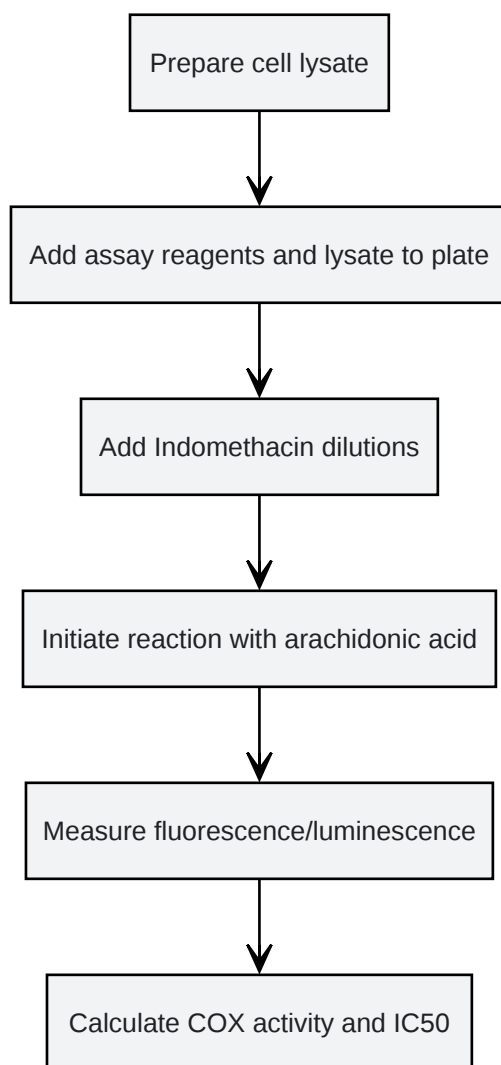 Prepare cell lysate
Add assay reagents and lysate to plate
Add Indomethacin dilutions
Initiate reaction with arachidonic acid
Measure fluorescence/luminescence
Calculate COX activity and IC50